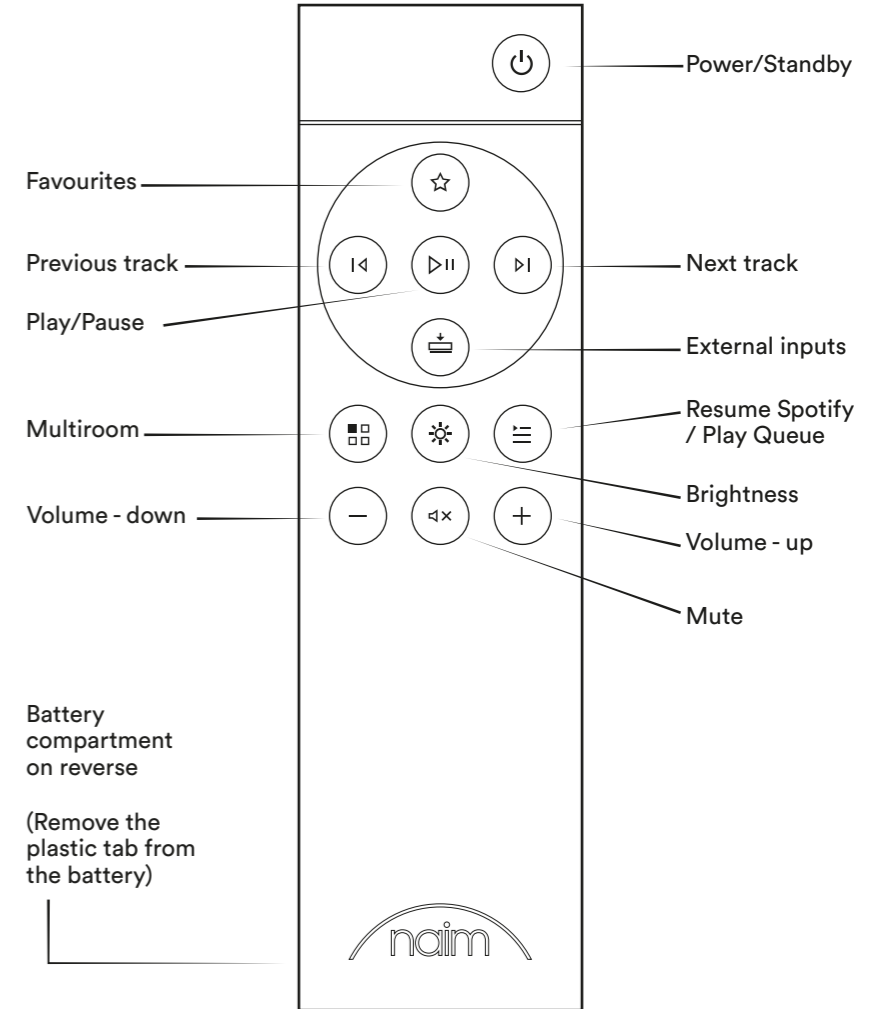 Power/Standby
Favourites
Previous track
Next track
Play/Pause
External inputs
Resume Spotify
/ Play Queue
Multiroom
Brightness
Volume - down
Volume - up
Mute
Battery
compartment
on reverse
(Remove the
plastic tab from
the battery)
naim